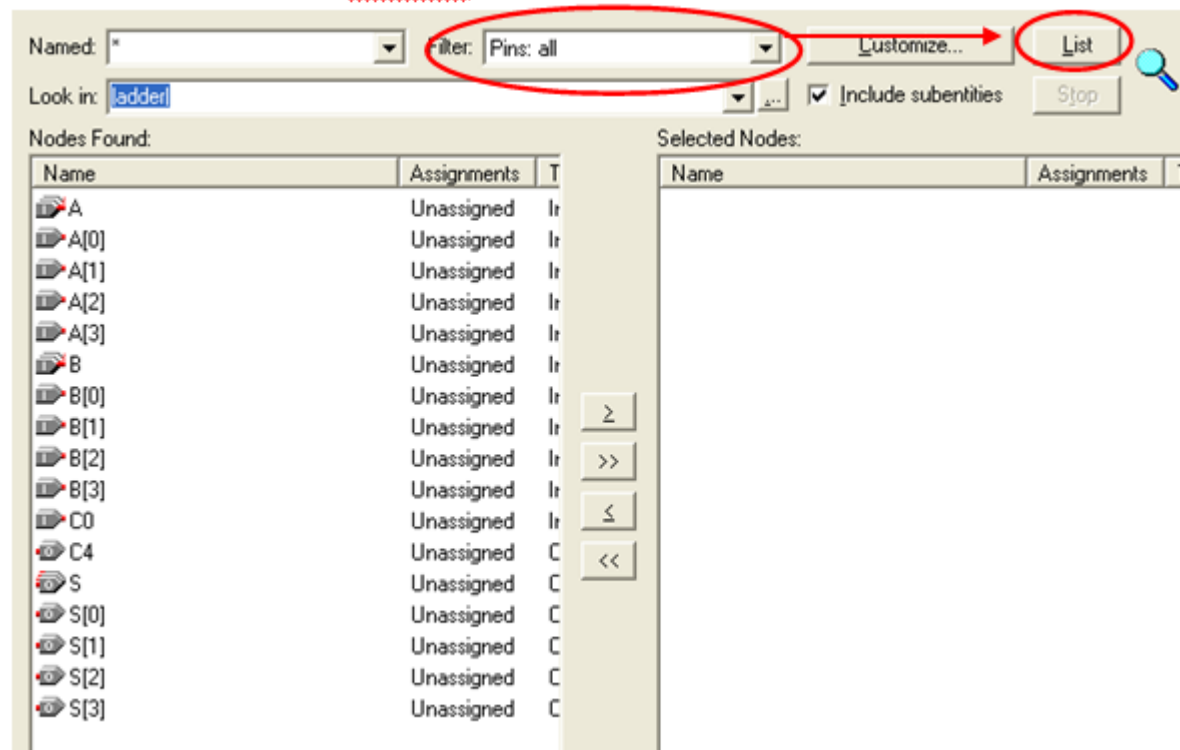 Named: * Filter: Pins: all Customize... List
Look in: |adder| ... Include subentities Stop
Nodes Found: Selected Nodes:
Name Assignments T Name Assignments
A Unassigned
A[0] Unassigned
A[1] Unassigned
A[2] Unassigned
A[3] Unassigned
B Unassigned
B[0] Unassigned
B[1] Unassigned
B[2] Unassigned
B[3] Unassigned
C0 Unassigned
C4 Unassigned
S Unassigned
S[0] Unassigned
S[1] Unassigned
S[2] Unassigned
S[3] Unassigned
>
>>
<
<<